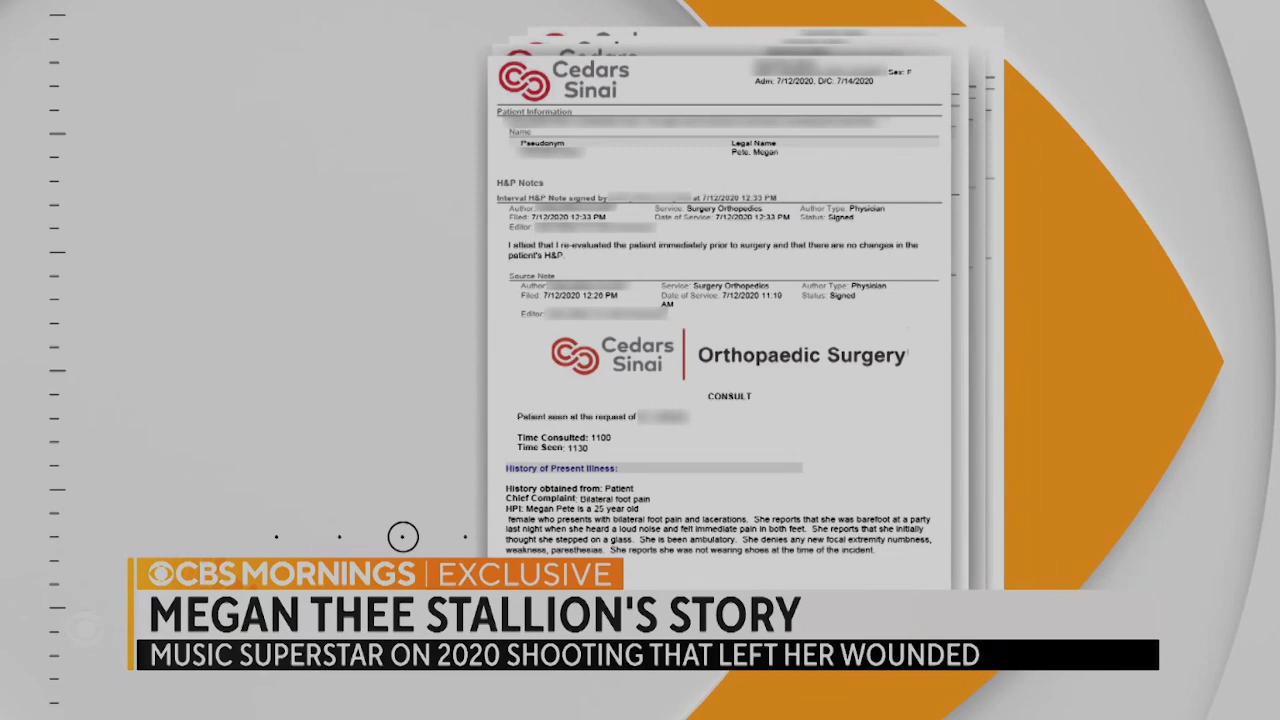 Cedars
Sinai
Sex: F
Adm: 7/12/2020, D/C: 7/14/2020
Patient Information
Name
Pseudonym
Legal Name
Pete, Megan
H&P Notes
Interval H&P Note signed by at 7/12/2020 12:33 PM
Author: Service: Surgery Orthopedics Author Type: Physician
Filed: 7/12/2020 12:33 PM Date of Service: 7/12/2020 12:33 PM Status: Signed
Editor:
I attest that I re-evaluated the patient immediately prior to surgery and that there are no changes in the
patient's H&P.
Source Note
Author: Service: Surgery Orthopedics Author Type: Physician
Filed: 7/12/2020 12:26 PM Date of Service: 7/12/2020 11:10 Status: Signed
AM
Editor:
Cedars
Sinai
Orthopaedic Surgery
CONSULT
Patient seen at the request of
Time Consulted: 1100
Time Seen: 1130
History of Present Illness:
History obtained from: Patient
Chief Complaint: Bilateral foot pain
HPI: Megan Pete is a 25 year old
female who presents with bilateral foot pain and lacerations. She reports that she was barefoot at a party
last night when she heard a loud noise and felt immediate pain in both feet. She reports that she initially
thought she stepped on a glass. She is been ambulatory. She denies any new focal extremity numbness,
weakness, paresthesias. She reports she was not wearing shoes at the time of the incident.
CBS MORNINGS | EXCLUSIVE
MEGAN THEE STALLION'S STORY
MUSIC SUPERSTAR ON 2020 SHOOTING THAT LEFT HER WOUNDED